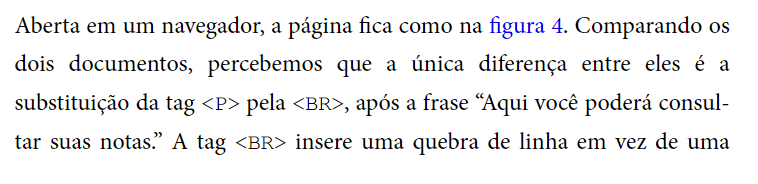 Aberta em um navegador, a página fica como na figura 4. Comparando os
dois documentos, percebemos que a única diferença entre eles é a
substituição da tag <P> pela <BR>, após a frase “Aqui você poderá consul-
tar suas notas.” A tag <BR> insere uma quebra de linha em vez de uma